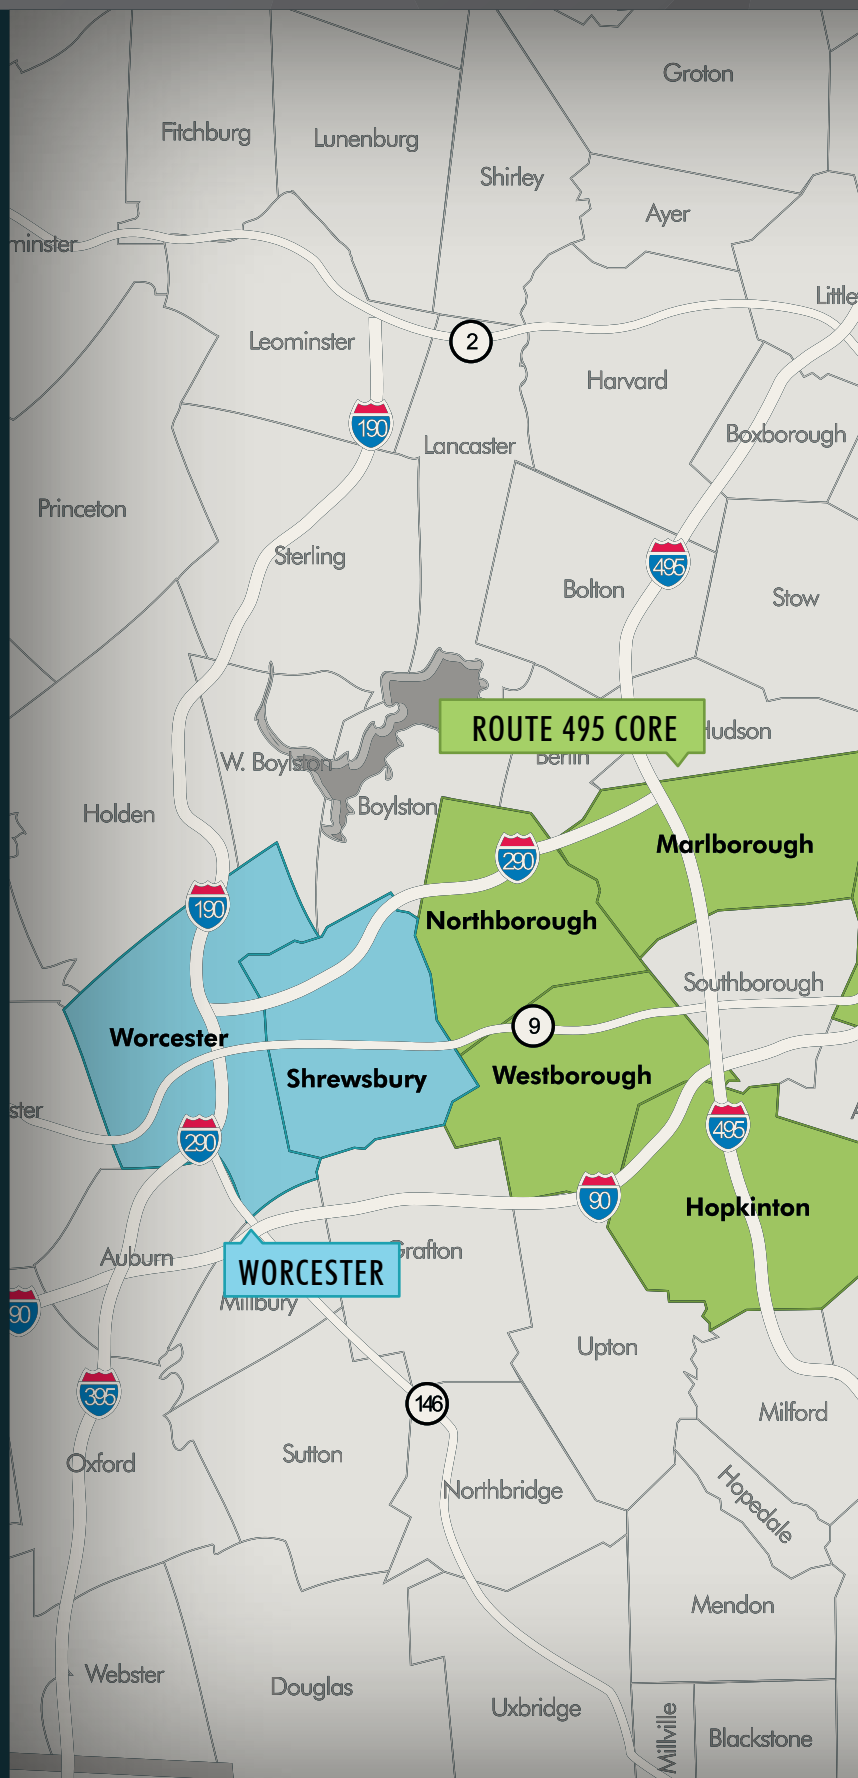 Groton
Fitchburg
Lunenburg
Shirley
Ayer
minster
Little
Leominster
2
Harvard
190
Boxborough
Lancaster
Princeton
Sterling
495
Bolton
Stow
ROUTE 495 CORE
Hudson
Berlin
W. Boylston
Boylston
Holden
Marlborough
290
190
Northborough
Southborough
9
Worcester
Shrewsbury
Westborough
ster
495
290
90
Hopkinton
Auburn
Grafton
WORCESTER
Millbury
90
Upton
395
146
Milford
Sutton
Oxford
Northbridge
Hopedale
Mendon
Webster
Douglas
Uxbridge
Millville
Blackstone